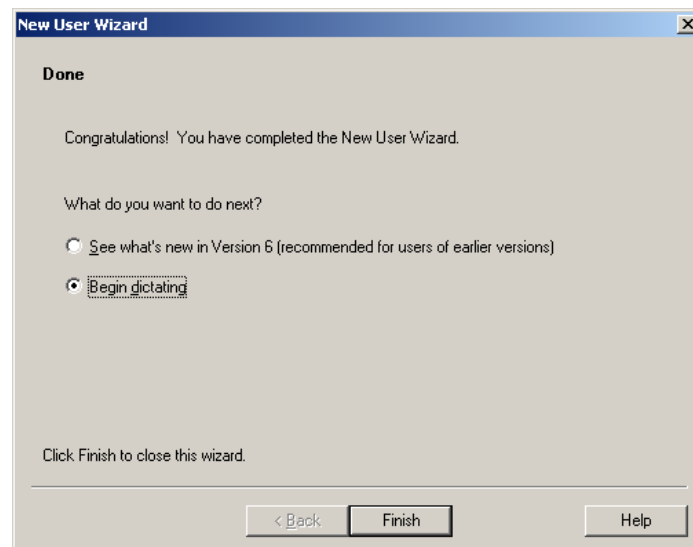 New User Wizard
Done
Congratulations! You have completed the New User Wizard.
What do you want to do next?
See what's new in Version 6 (recommended for users of earlier versions)
Begin dictating
Click Finish to close this wizard.
< Back
Finish
Help